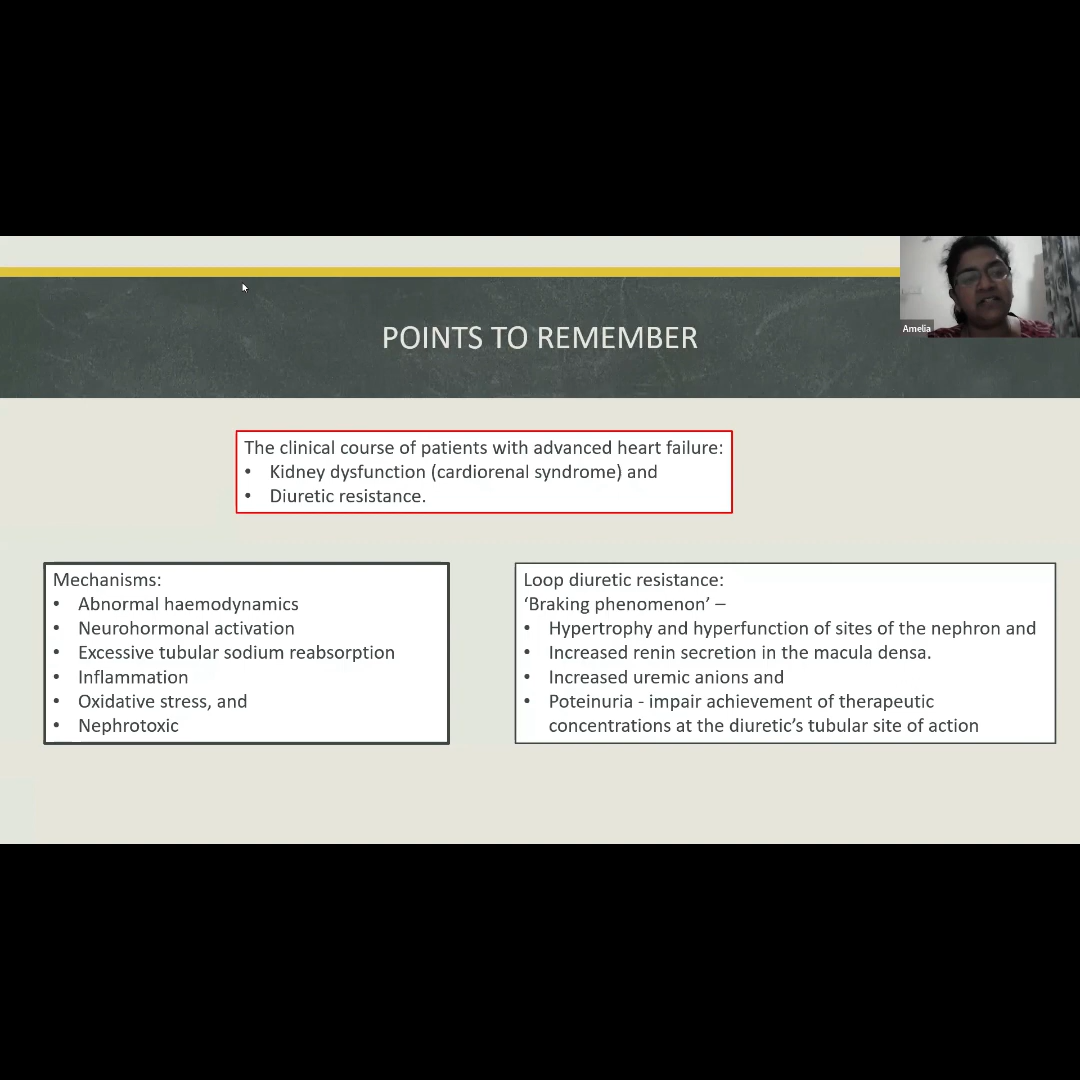 POINTS TO REMEMBER
Amelia
The clinical course of patients with advanced heart failure:
• Kidney dysfunction (cardiorenal syndrome) and
• Diuretic resistance.
Mechanisms:
• Abnormal haemodynamics
• Neurohormonal activation
• Excessive tubular sodium reabsorption
• Inflammation
• Oxidative stress, and
• Nephrotoxic
Loop diuretic resistance:
‘Braking phenomenon’ –
• Hypertrophy and hyperfunction of sites of the nephron and
• Increased renin secretion in the macula densa.
• Increased uremic anions and
• Poteinuria - impair achievement of therapeutic
concentrations at the diuretic’s tubular site of action